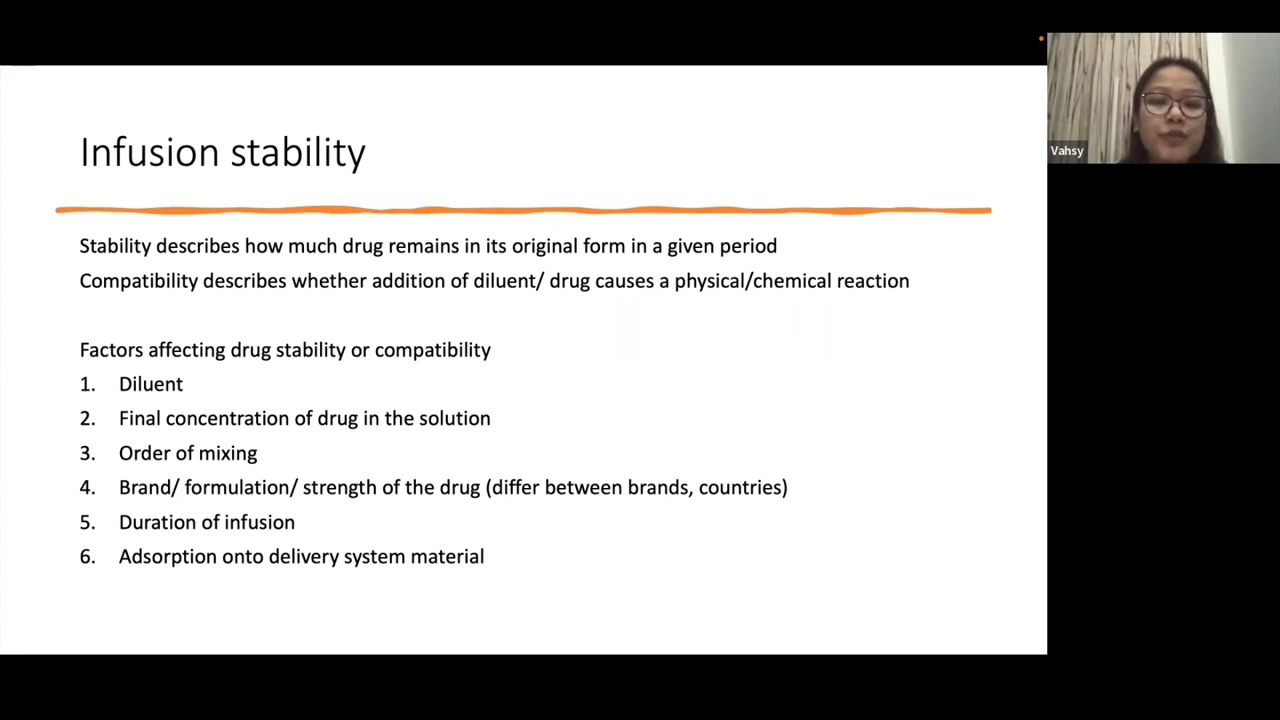 Infusion stability
Stability describes how much drug remains in its original form in a given period
Compatibility describes whether addition of diluent/ drug causes a physical/chemical reaction
Factors affecting drug stability or compatibility
1. Diluent
2. Final concentration of drug in the solution
3. Order of mixing
4. Brand/ formulation/ strength of the drug (differ between brands, countries)
5. Duration of infusion
6. Adsorption onto delivery system material
Vahsy